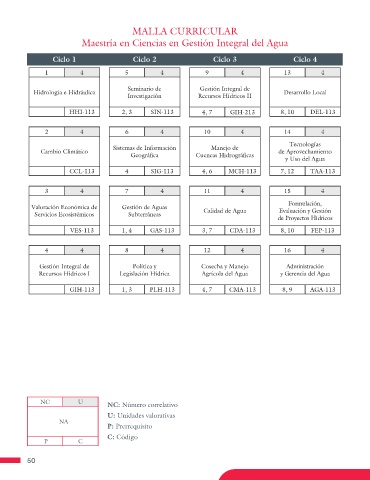 MALLA CURRICULAR
Maestría en Ciencias en Gestión Integral del Agua
Ciclo 1 Ciclo 2 Ciclo 3 Ciclo 4
1 4 5 4 9 4 13 4
Hidrología e Hidráulica
Seminario de
Investigación
Gestión Integral de
Recursos Hídricos II
Desarrollo Local
HHI-113 2, 3 SIN-113 4, 7 GIH-213 8, 10 DEL-113
2 4 6 4 10 4 14 4
Cambio Climático
Sistemas de Información
Geográfica
Manejo de
Cuencas Hidrográficas
Tecnologías
de Aprovechamiento
y Uso del Agua
CCL-113 4 SIG-113 4, 6 MCH-113 7, 12 TAA-113
3 4 7 4 11 4 15 4
Valoración Económica de
Servicios Ecosistémicos
Gestión de Aguas
Subterráneas
Calidad de Agua
Formulación,
Evaluación y Gestión
de Proyectos Hídricos
VES-113 1, 4 GAS-113 3, 7 CDA-113 8, 10 FEP-113
4 4 8 4 12 4 16 4
Gestión Integral de
Recursos Hídricos I
Política y
Legislación Hídrica
Cosecha y Manejo
Agrícola del Agua
Administración
y Gerencia del Agua
GIH-113 1, 3 PLH-113 4, 7 CMA-113 8, 9 AGA-113
NC U
NA
P C
NC: Número correlativo
U: Unidades valorativas
P: Prerrequisito
C: Código
60